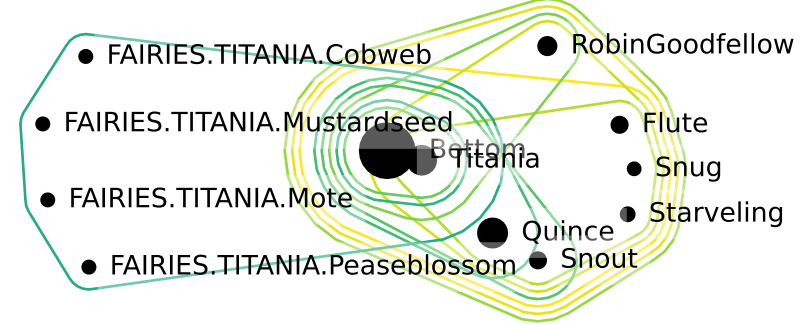 RobinGoodfellow
FAIRIES.TITANIA.Cobweb
FAIRIES.TITANIA.Mustardseed
Flute
Bottom
Titania
Snug
FAIRIES.TITANIA.Mote
Starveling
Quince
Snout
FAIRIES.TITANIA.Peaseblossom